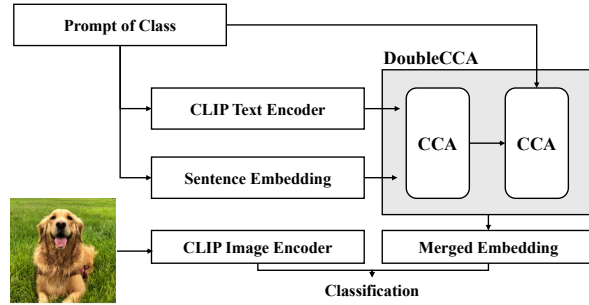 Prompt of Class
DoubleCCA
CLIP Text Encoder
CCA
CCA
Sentence Embedding
CLIP Image Encoder
Merged Embedding
Classification